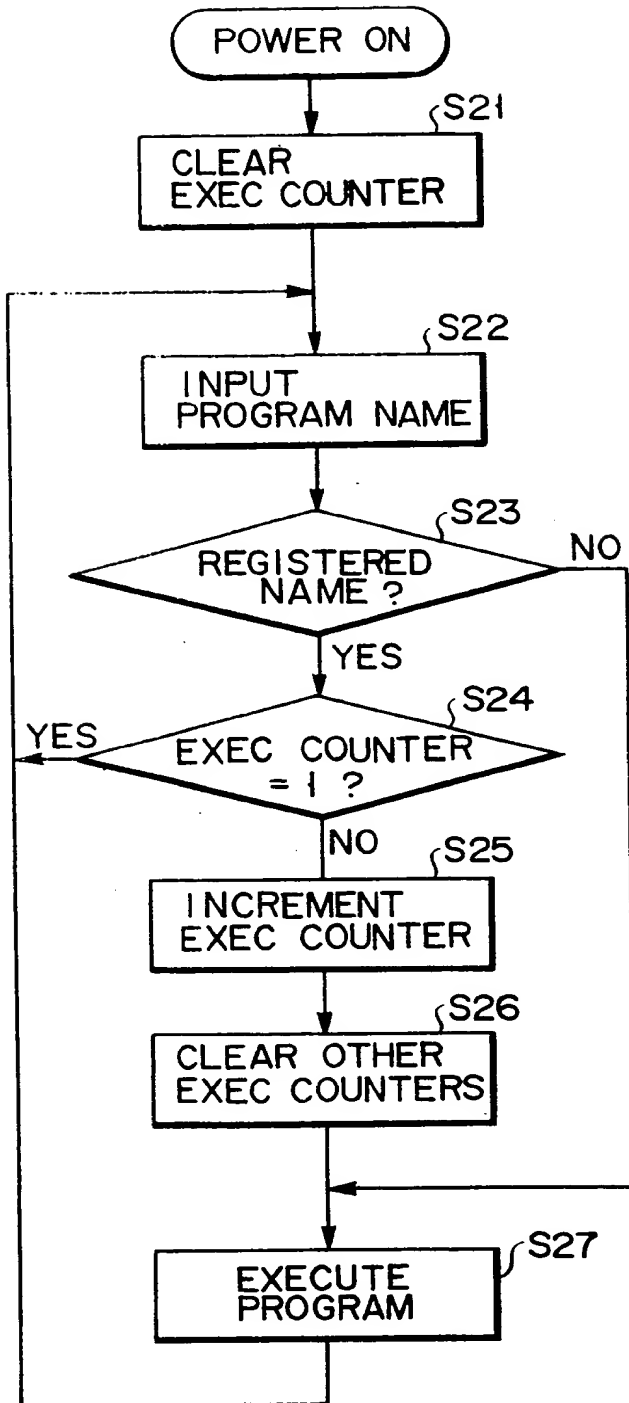 POWER ON
S21
CLEAR
EXEC COUNTER
S22
INPUT
PROGRAM NAME
S23
REGISTERED
NAME?
NO
YES
S24
YES
EXEC COUNTER
= 1 ?
NO
S25
INCREMENT
EXEC COUNTER
S26
CLEAR OTHER
EXEC COUNTERS
S27
EXECUTE
PROGRAM